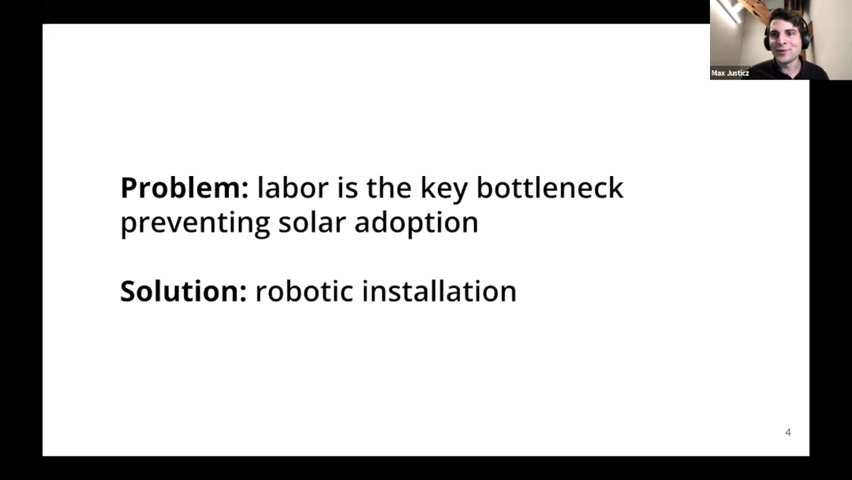 Max Justicz
Problem: labor is the key bottleneck
preventing solar adoption
Solution: robotic installation
4